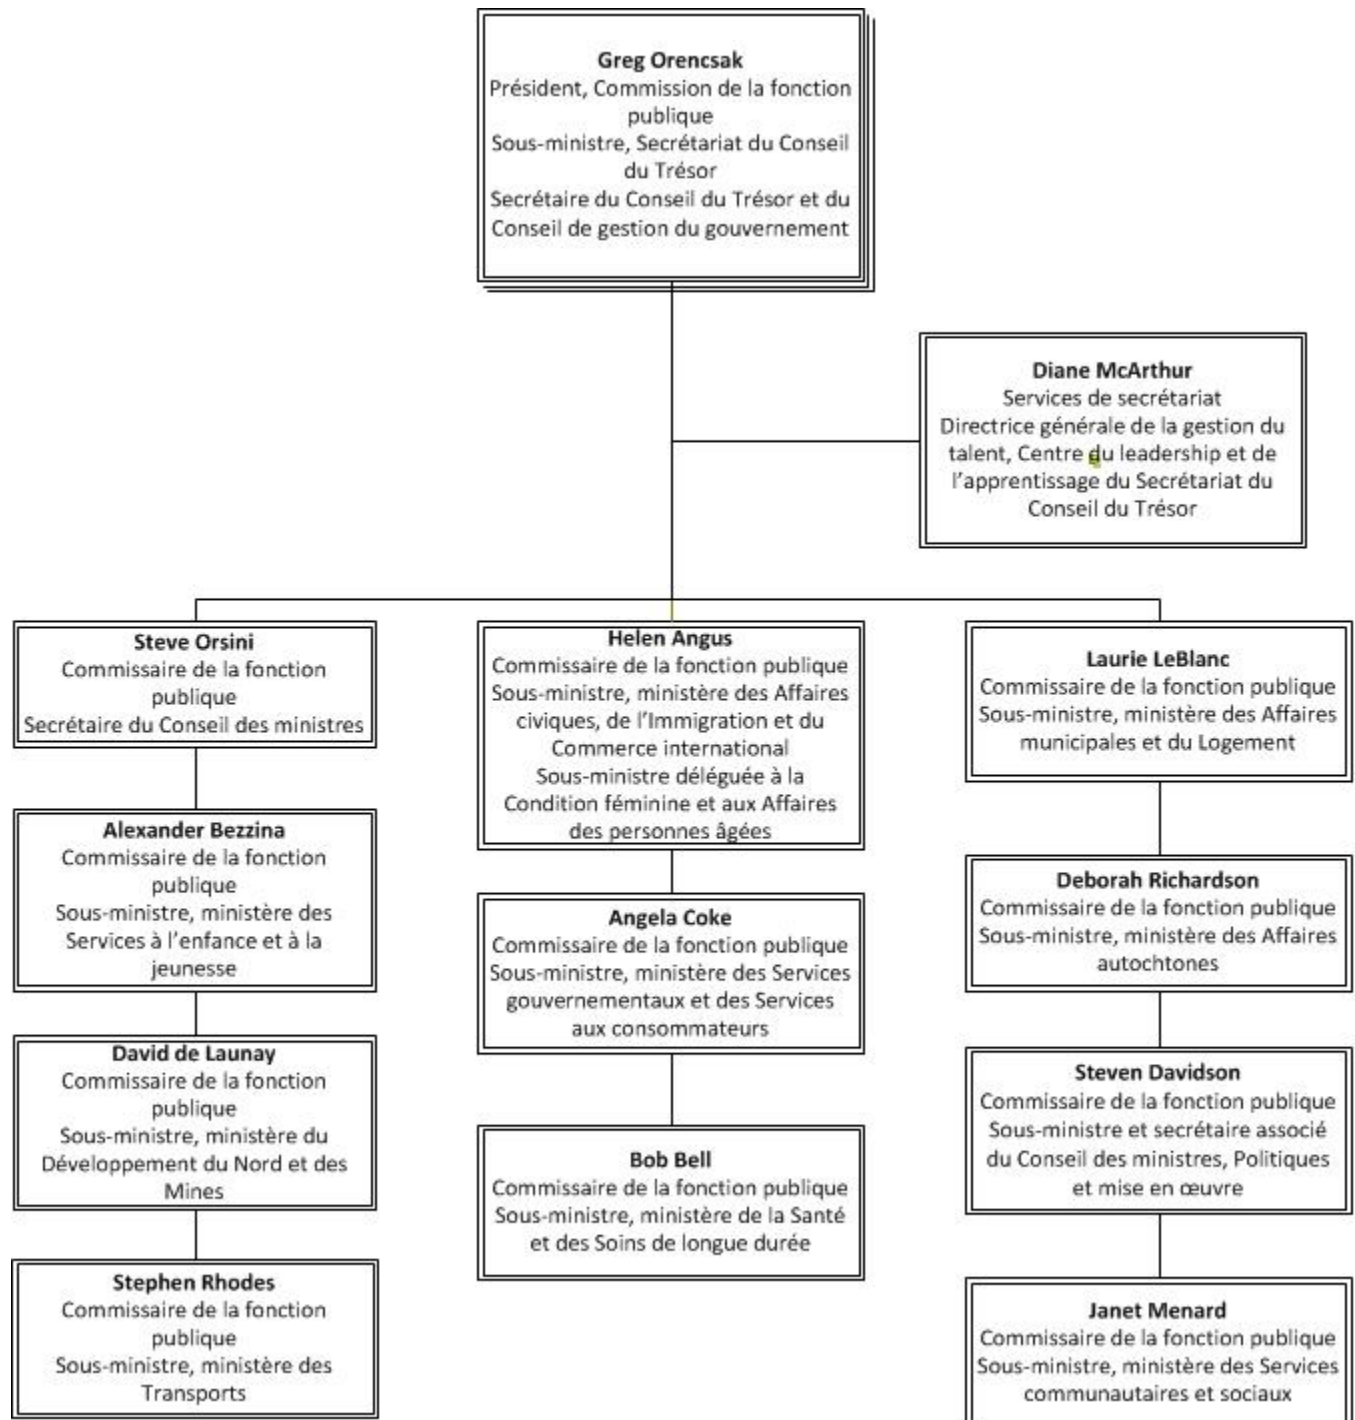 Greg Orencsak
Président, Commission de la fonction
publique
Sous-ministre, Secrétariat du Conseil
du Trésor
Secrétaire du Conseil du Trésor et du
Conseil de gestion du gouvernement
Diane McArthur
Services de secrétariat
Directrice générale de la gestion du
talent, Centre du leadership et de
l'apprentissage du Secrétariat du
Conseil du Trésor
Steve Orsini
Commissaire de la fonction
publique
Secrétaire du Conseil des ministres
Alexander Bezzina
Commissaire de la fonction
publique
Sous-ministre, ministère des
Services à l'enfance et à la
jeunesse
David de Launay
Commissaire de la fonction
publique
Sous-ministre, ministère du
Développement du Nord et des
Mines
Stephen Rhodes
Commissaire de la fonction
publique
Sous-ministre, ministère des
Transports
Helen Angus
Commissaire de la fonction publique
Sous-ministre, ministère des Affaires
civiques, de l'Immigration et du
Commerce international
Sous-ministre déléguée à la
Condition féminine et aux Affaires
des personnes âgées
Angela Coke
Commissaire de la fonction publique
Sous-ministre, ministère des Services
gouvernementaux et des Services
aux consommateurs
Bob Bell
Commissaire de la fonction publique
Sous-ministre, ministère de la Santé
et des Soins de longue durée
Laurie LeBlanc
Commissaire de la fonction publique
Sous-ministre, ministère des Affaires
municipales et du Logement
Deborah Richardson
Commissaire de la fonction publique
Sous-ministre, ministère des Affaires
autochtones
Steven Davidson
Commissaire de la fonction publique
Sous-ministre et secrétaire associé
du Conseil des ministres, Politiques
et mise en œuvre
Janet Menard
Commissaire de la fonction publique
Sous-ministre, ministère des Services
communautaires et sociaux